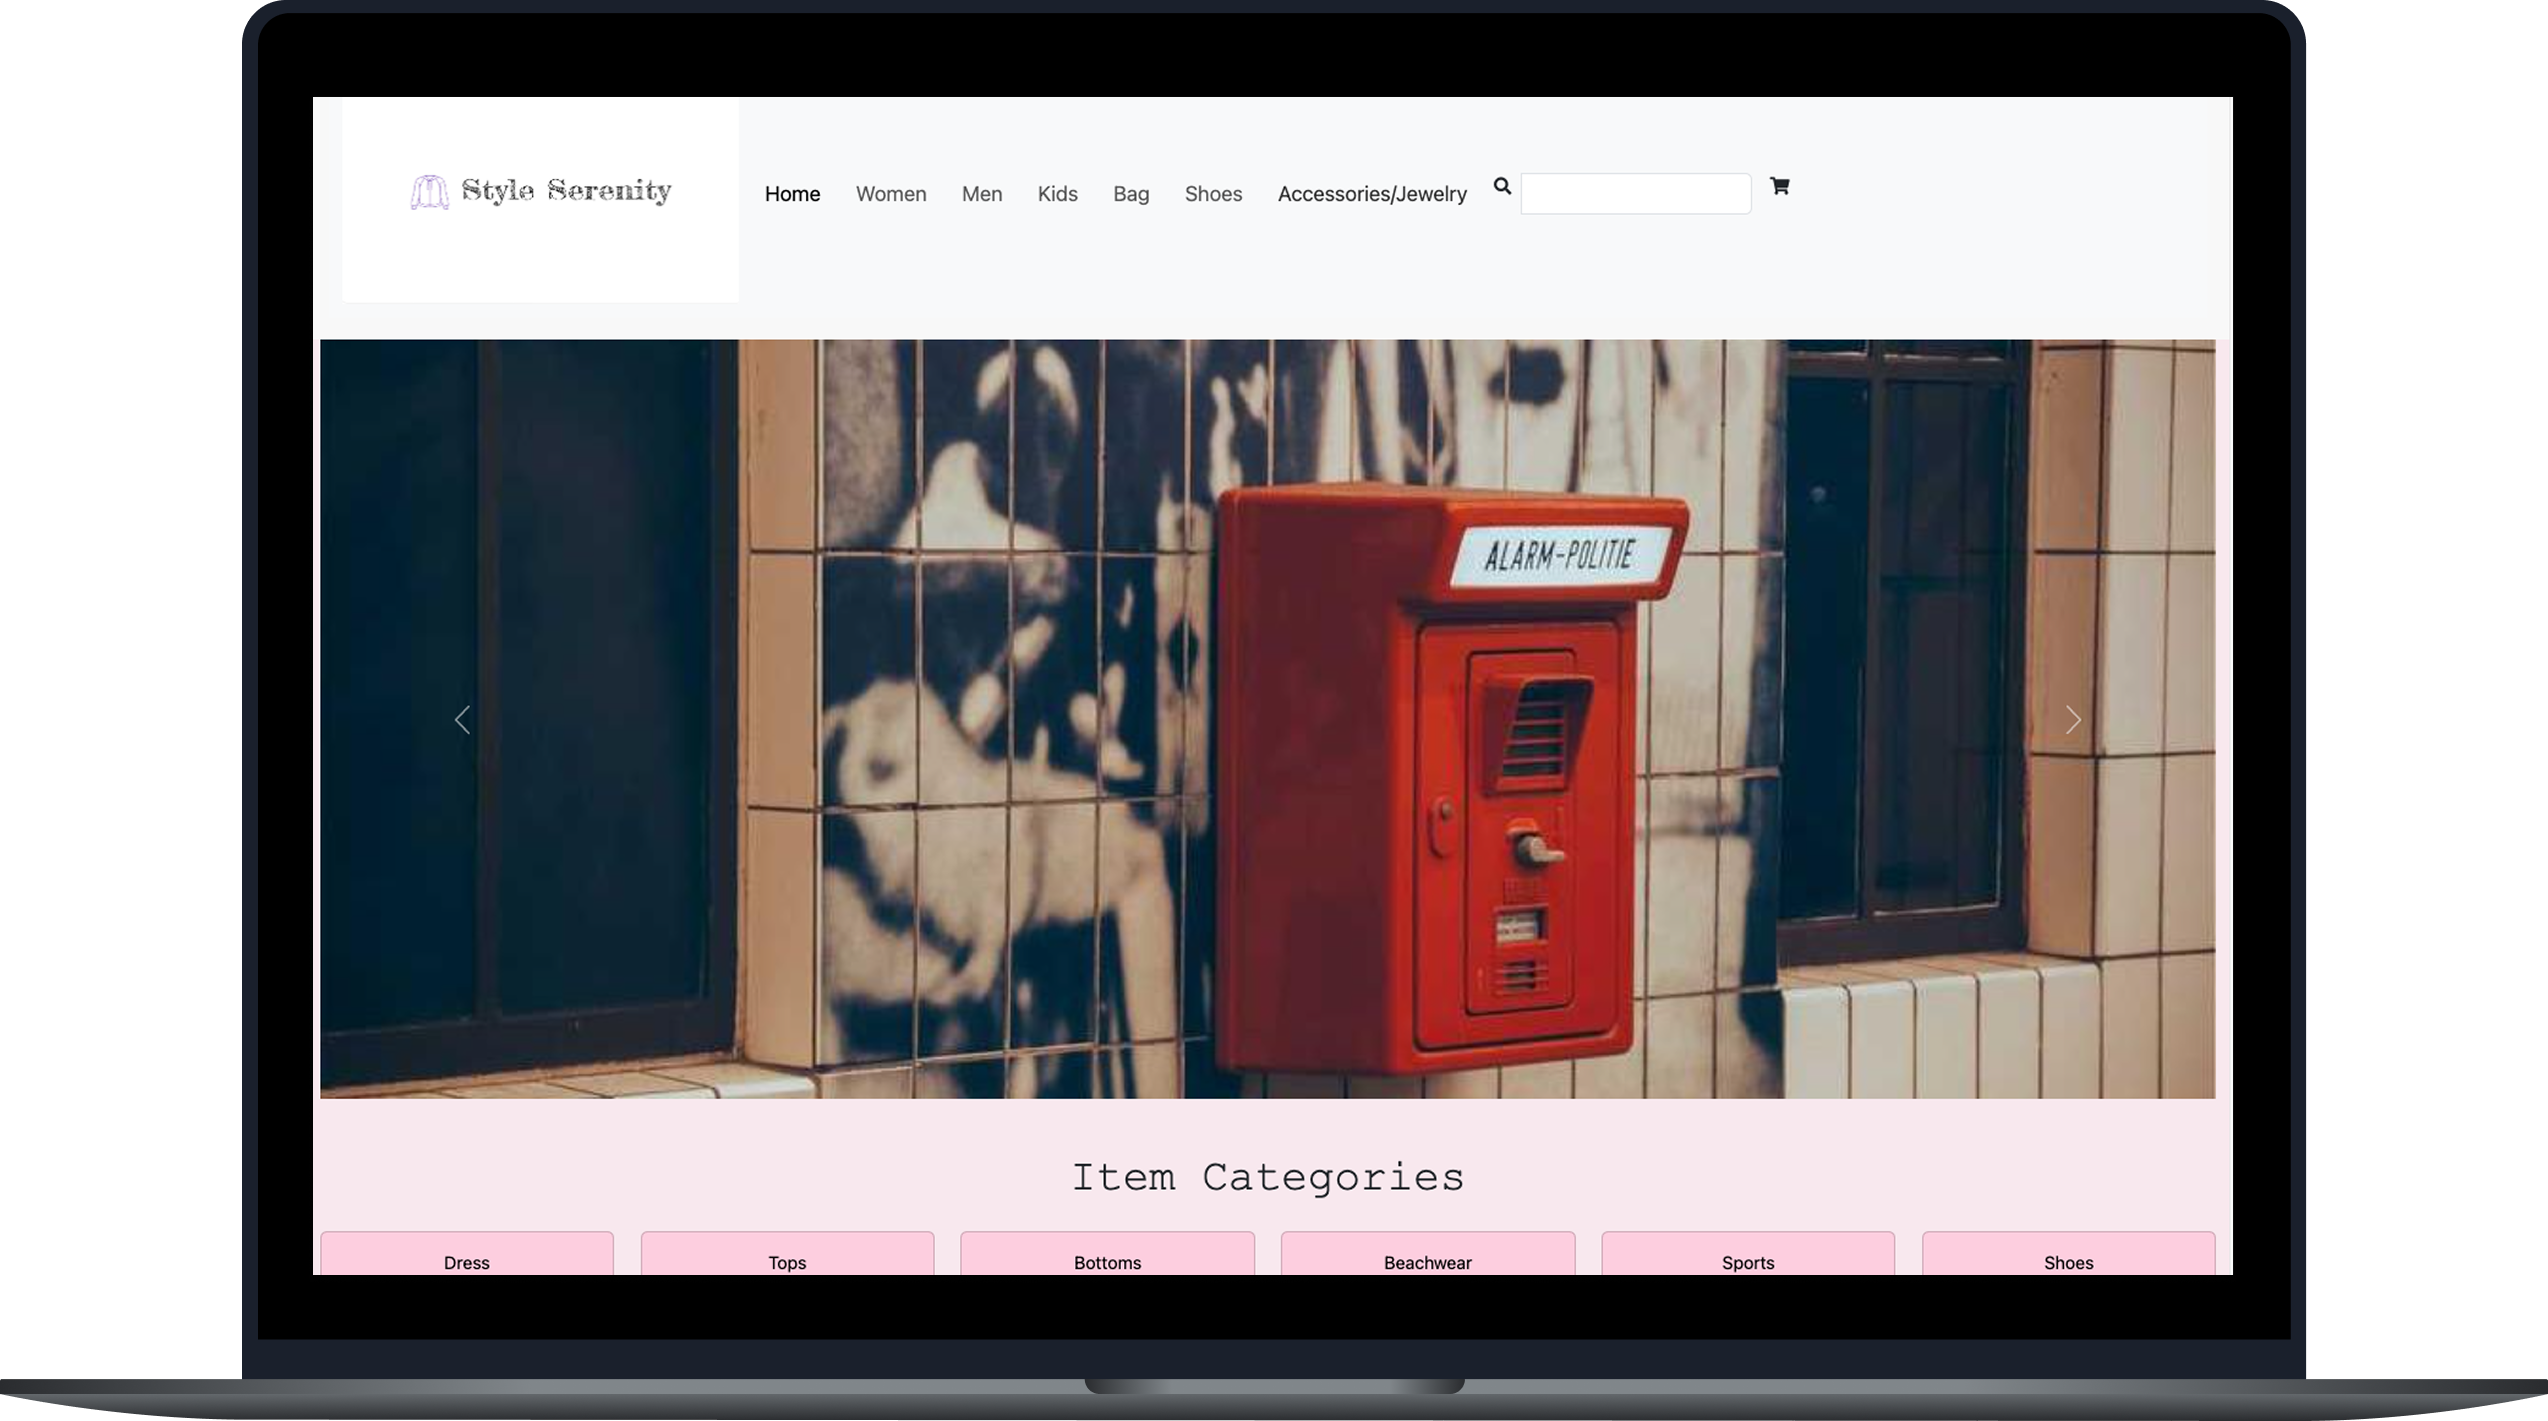 Style Serenity
Home Women Men Kids Bag Shoes Accessories/Jewelry
ALARM-POLITIE
Item Categories
Dress Tops Bottoms Beachwear Sports Shoes